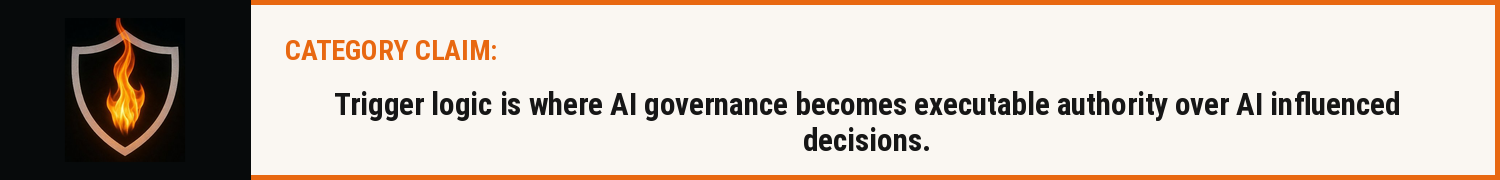 CATEGORY CLAIM:
Trigger logic is where AI governance becomes executable authority over AI influenced
decisions.